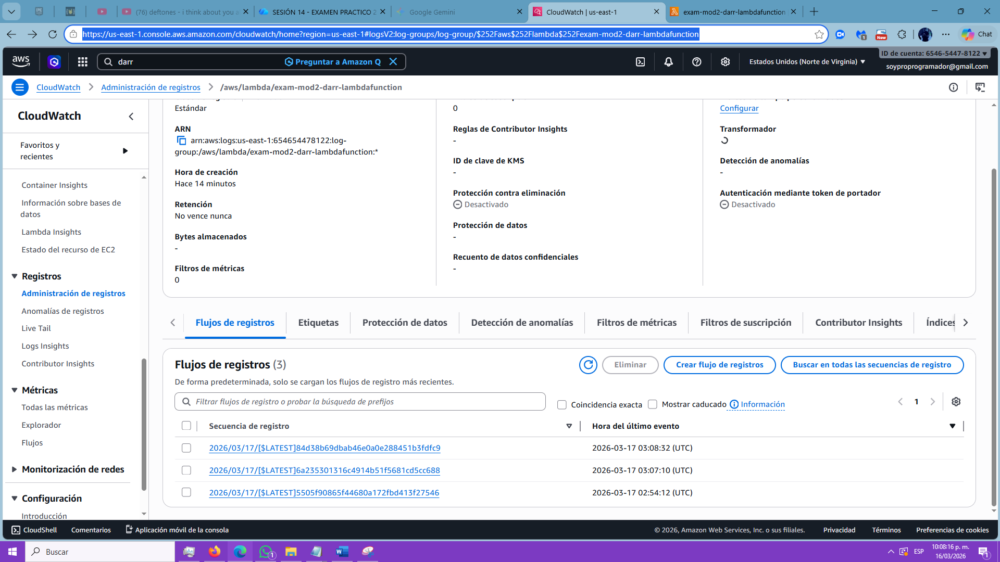 (76) deftones - i think about you a
SESIÓN 14 - EXAMEN PRACTICO 2
Google Gemini
CloudWatch | us-east-1
exam-mod2-darr-lambdafunction
https://us-east-1.console.aws.amazon.com/cloudwatch/home?region=us-east-1#logsV2:log-groups/log-group/$252Faws$252Flambda$252Fexam-mod2-darr-lambdafunction
1
New
Chat
aws
darr
Preguntar a Amazon Q
Estados Unidos (Norte de Virginia)
ID de cuenta: 6546-5447-8122
soyproprogramador@gmail.com
CloudWatch
Administración de registros
/aws/lambda/exam-mod2-darr-lambdafunction
CloudWatch
Favoritos y
recientes
Container Insights
Información sobre bases de
datos
Lambda Insights
Estado del recurso de EC2
Registros
Administración de registros
Anomalías de registros
Live Tail
Logs Insights
Contributor Insights
Métricas
Todas las métricas
Explorador
Flujos
Monitorización de redes
Configuración
Introducción
Estándar
ARN
arn:aws:logs:us-east-1:654654478122:log-
group:/aws/lambda/exam-mod2-darr-lambdafunction:*
Hora de creación
Hace 14 minutos
Retención
No vence nunca
Bytes almacenados
-
Filtros de métricas
0
0
Reglas de Contributor Insights
-
ID de clave de KMS
-
Protección contra eliminación
Desactivado
Protección de datos
-
Recuento de datos confidenciales
-
Configurar
Transformador
Detección de anomalías
-
Autenticación mediante token de portador
Desactivado
Flujos de registros
Etiquetas
Protección de datos
Detección de anomalías
Filtros de métricas
Filtros de suscripción
Contributor Insights
Índices
Flujos de registros (3)
Eliminar
Crear flujo de registros
Buscar en todas las secuencias de registro
De forma predeterminada, solo se cargan los flujos de registro más recientes.
Filtrar flujos de registro o probar la búsqueda de prefijos
Coincidencia exacta
Mostrar caducado
Información
1
Secuencia de registro
Hora del último evento
2026/03/17/[$LATEST]84d38b69dbab46e0a0e288451b3fdfc9
2026-03-17 03:08:32 (UTC)
2026/03/17/[$LATEST]6a235301316c4914b51f5681cd5cc688
2026-03-17 03:07:10 (UTC)
2026/03/17/[$LATEST]5505f90865f44680a172fbd413f27546
2026-03-17 02:54:12 (UTC)
CloudShell
Comentarios
Aplicación móvil de la consola
© 2026, Amazon Web Services, Inc. o sus filiales.
Privacidad
Términos
Preferencias de cookies
Buscar
1
ESP
10:08:16 p. m.
16/03/2026
1